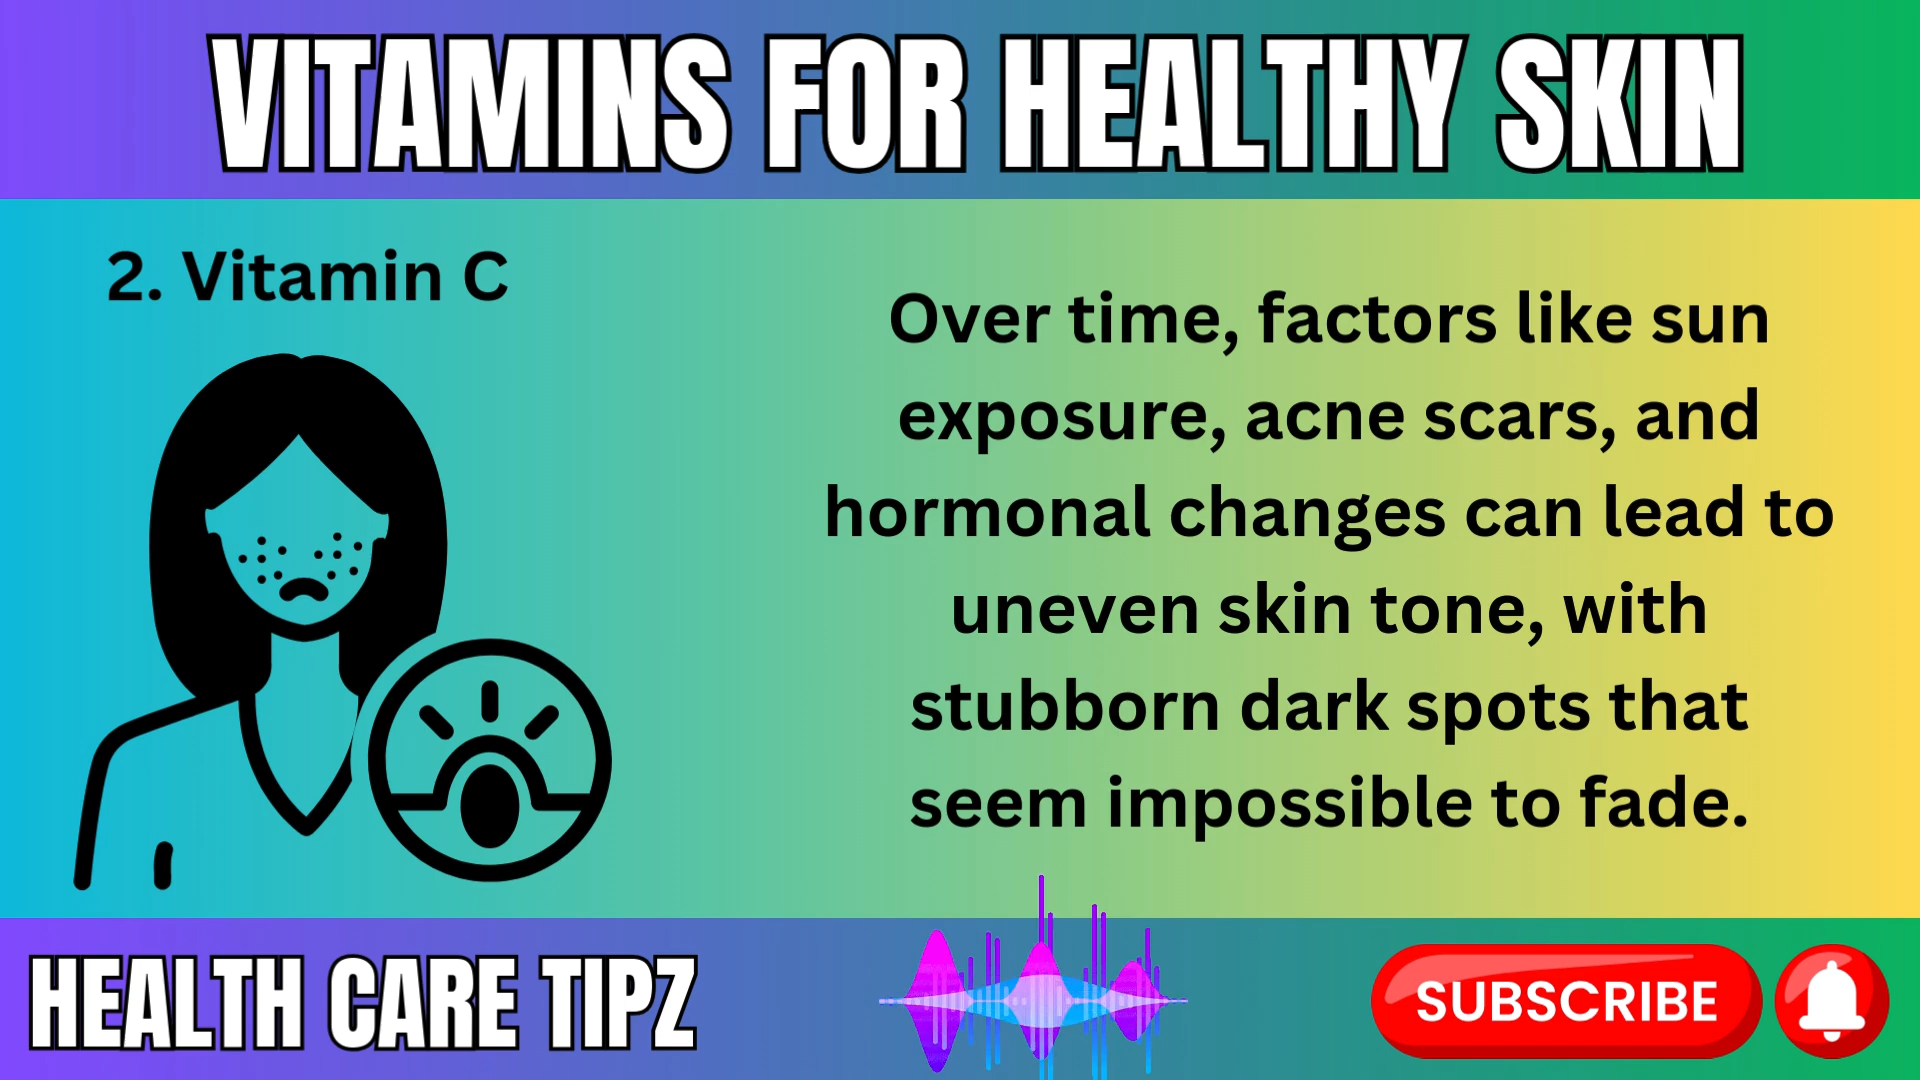 VITAMINS FOR HEALTHY SKIN
2. Vitamin C
Over time, factors like sun
exposure, acne scars, and
hormonal changes can lead to
uneven skin tone, with
stubborn dark spots that
seem impossible to fade.
HEALTH CARE TIPZ
SUBSCRIBE